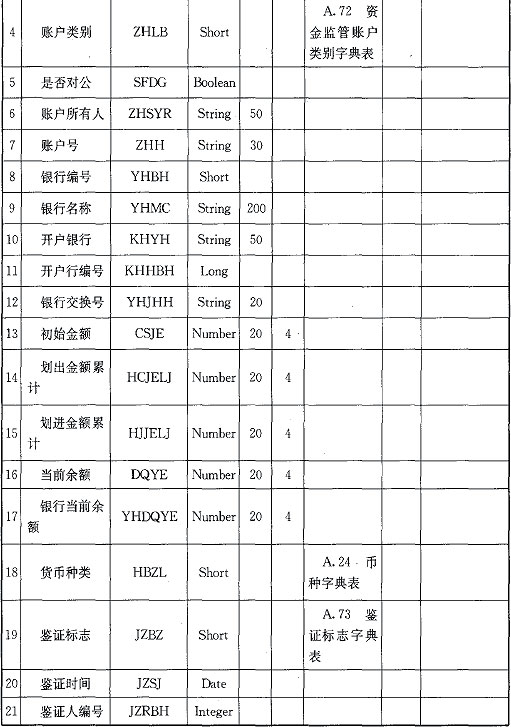 4 账户类别 ZHLB Short A.72 资
金监管账户
类别字典表
5 是否对公 SFDG Boolean
6 账户所有人 ZHSYR String 50
7 账户号 ZHH String 30
8 银行编号 YHBH Short
9 银行名称 YHMC String 200
10 开户银行 KHYH String 50
11 开户行编号 KHHBH Long
12 银行交换号 YHJHH String 20
13 初始金额 CSJE Number 20 4
14 划出金额累
计 HCJELJ Number 20 4
15 划进金额累
计 HJJELJ Number 20 4
16 当前余额 DQYE Number 20 4
17 银行当前余
额 YHDQYE Number 20 4
18 货币种类 HBZL Short A.24 币
种字典表
19 鉴证标志 JZBZ Short A.73 鉴
证标志字典
表
20 鉴证时间 JZSJ Date
21 鉴证人编号 JZRBH Integer